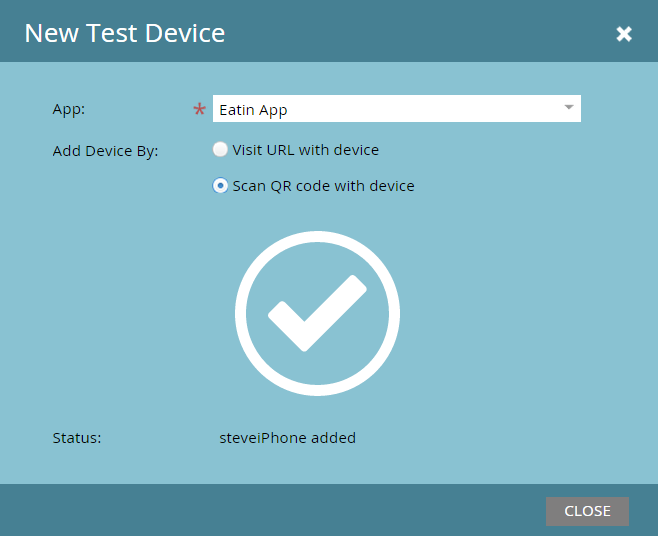 New Test Device
App: * Eatin App
Add Device By: Visit URL with device
Scan QR code with device
Status: steveiPhone added
CLOSE